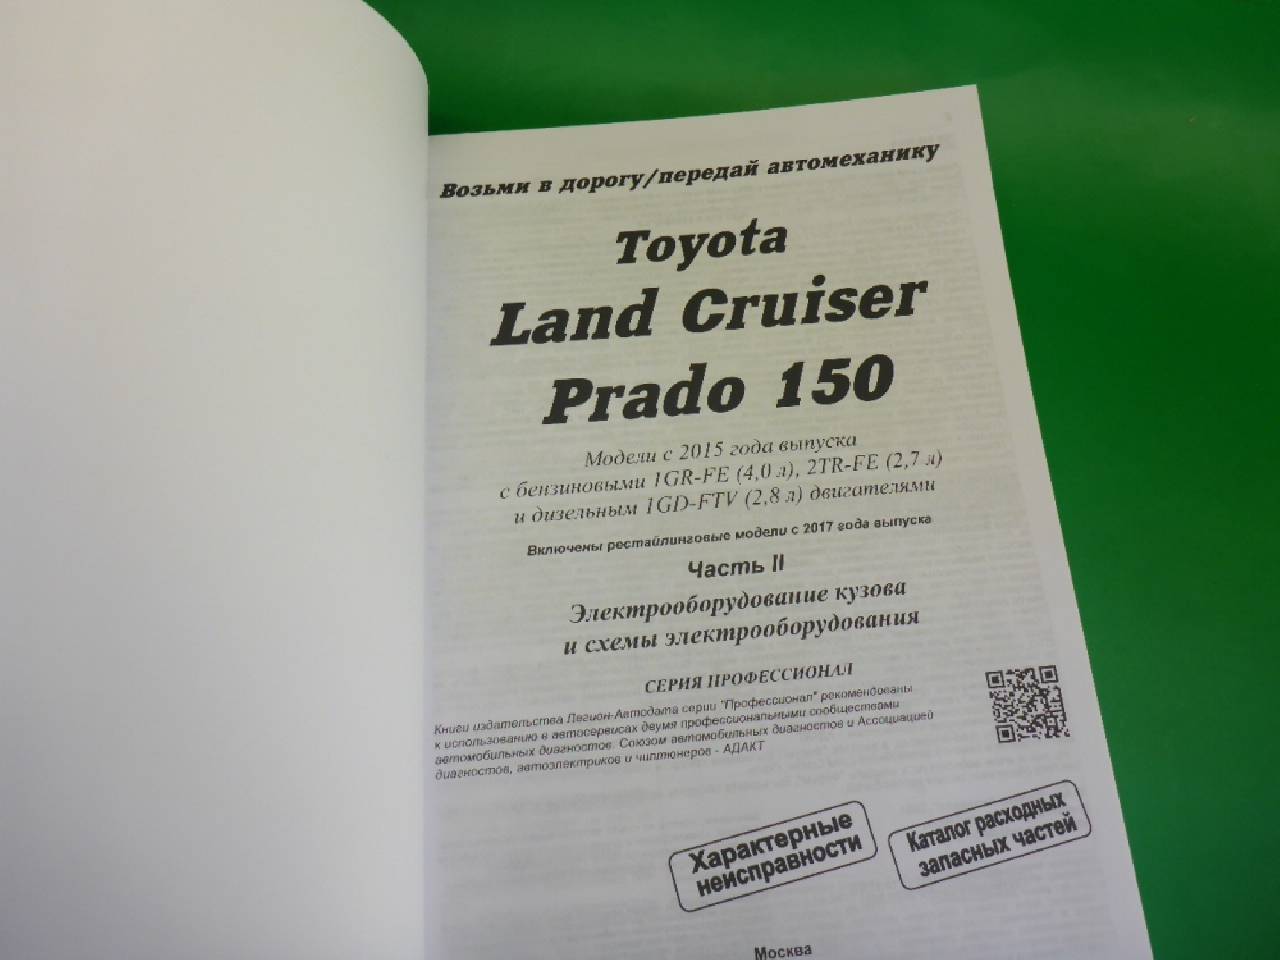 Возьми в дорогу/передай автомеханику
Toyota
Land Cruiser
Prado 150
Модели с 2015 года выпуска
с бензиновыми 1GR-FE (4,0 л), 2TR-FE (2,7 л)
и дизельным 1GD-FTV (2,8 л) двигателями
Включены рестайлинговые модели с 2017 года выпуска
Часть II
Электрооборудование кузова
и схемы электрооборудования
СЕРИЯ ПРОФЕССИОНАЛ
Книги издательства Легион-Автодата серии "Профессионал" рекомендованы
к использованию в автосервисах двумя профессиональными сообществами
автомобильных диагностов: Союзом автомобильных диагностов и Ассоциацией
диагностов, автоэлектриков и чиптюнеров - АДАКТ
Характерные
неисправности
Каталог расходных
запасных частей
Москва